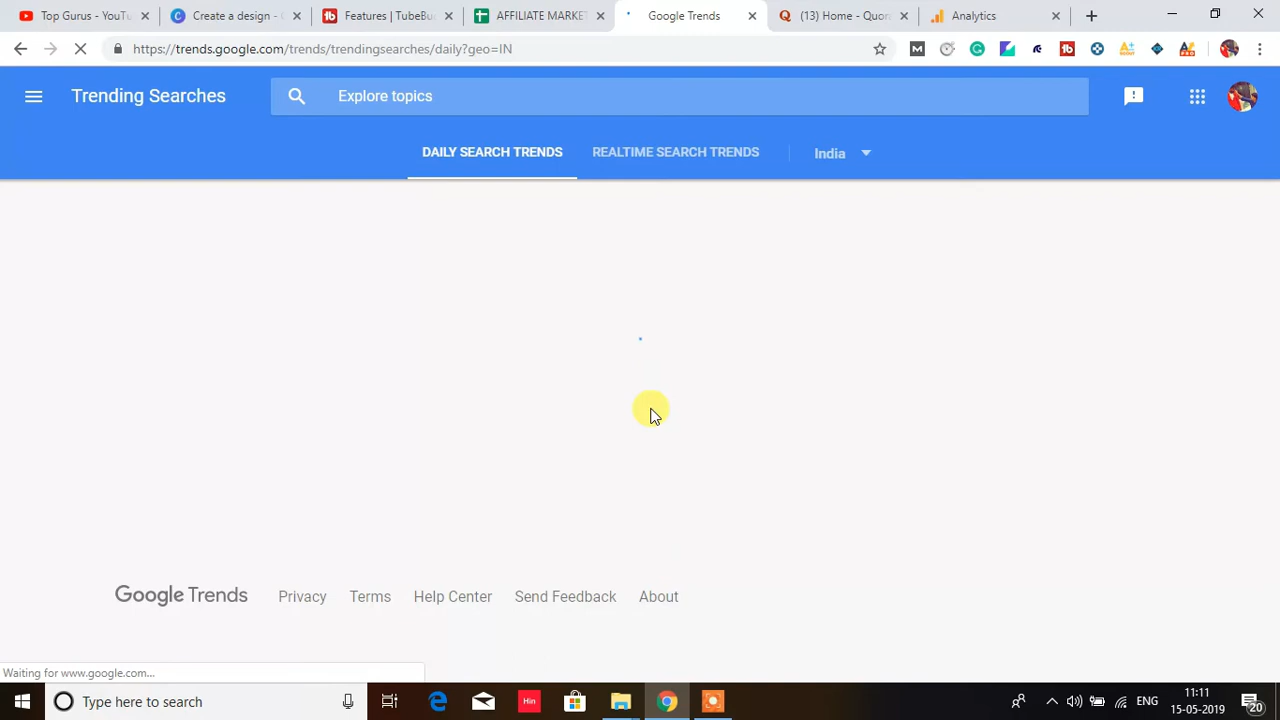 Top Gurus - YouTu
Create a design - C
Features | TubeBud
AFFILIATE MARKET
Google Trends
(13) Home - Quora
Analytics
https://trends.google.com/trends/trendingsearches/daily?geo=IN
Trending Searches
Explore topics
DAILY SEARCH TRENDS
REALTIME SEARCH TRENDS
India
Google Trends
Privacy
Terms
Help Center
Send Feedback
About
Waiting for www.google.com...
Type here to search
Hin
ENG
11:11
15-05-2019
20